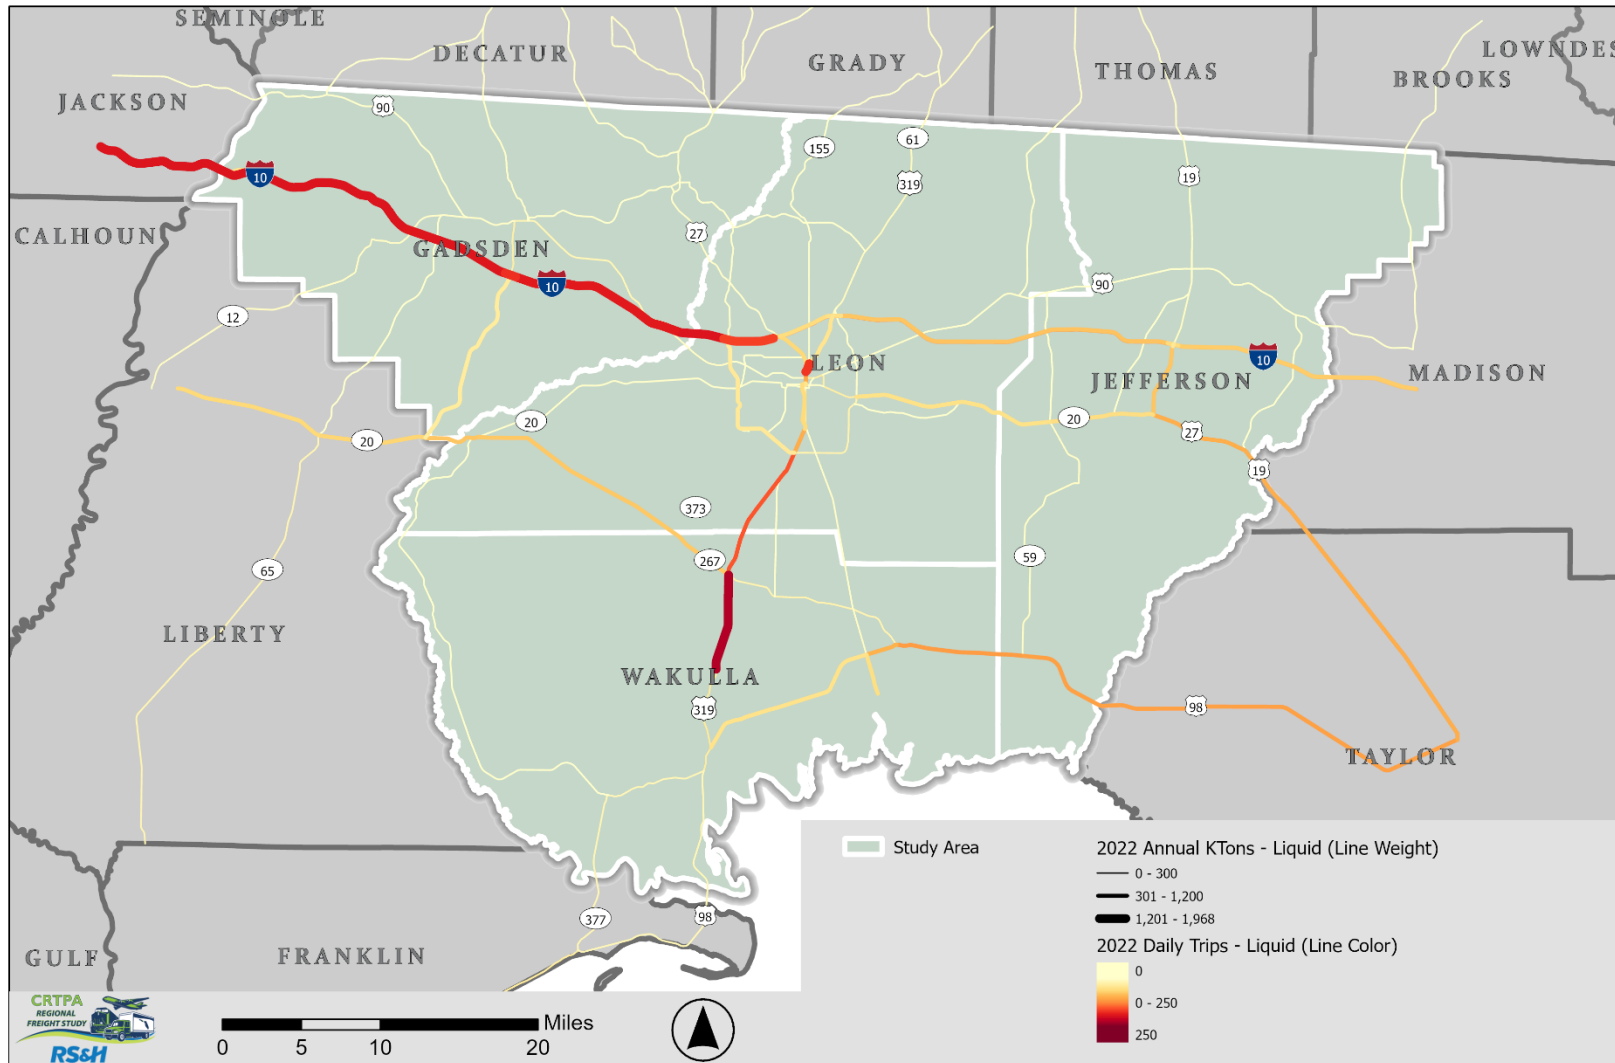 SEMINOLE
DECATUR
GRADY
THOMAS
LOWNDES
BROOKS
JACKSON
90
155
61
319
19
10
CALHOUN
GADSDEN
27
10
90
12
LEON
10
JEFFERSON
MADISON
20
20
20
27
19
373
267
59
65
LIBERTY
WAKULLA
319
98
TAYLOR
377
98
GULF
FRANKLIN
Study Area
2022 Annual KTons - Liquid (Line Weight)
0 - 300
301 - 1,200
1,201 - 1,968
2022 Daily Trips - Liquid (Line Color)
0
0 - 250
250
CRTPA
REGIONAL
FREIGHT STUDY
RS&H
Miles
0 5 10 20